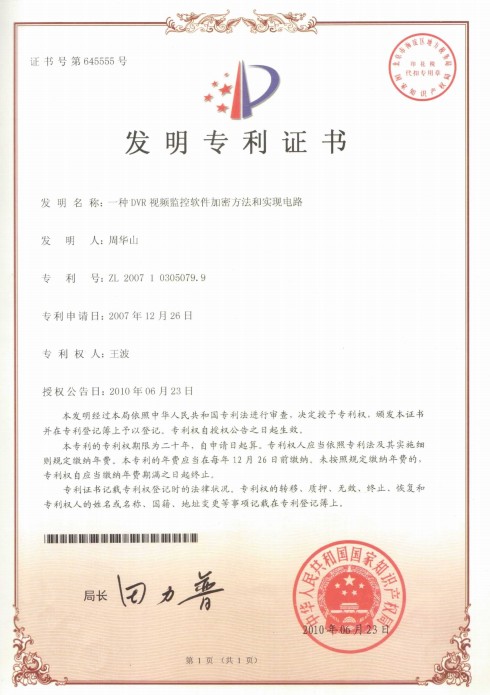 证书号第645555号
印花税
代扣专用章
国家知识产权局
发明专利证书
发明名称:一种DVR视频监控软件加密方法和实现电路
发明人:周华山
专利号:ZL 2007 1 0305079.9
专利申请日:2007年12月26日
专利权人:王波
授权公告日:2010年06月23日
本发明经过本局依照中华人民共和国专利法进行审查,决定授予专利权,颁发本证书
并在专利登记簿上予以登记。专利权自授权公告之日起生效。
本专利的专利权期限为二十年,自申请日起算。专利权人应当依照专利法及其实施细
则规定缴纳年费。本专利的年费应当在每年12月26日前缴纳。未按照规定缴纳年费的,
专利权自应当缴纳年费期满之日起终止。
专利证书记载专利权登记时的法律状况。专利权的转移、质押、无效、终止、恢复和
专利权人的姓名或名称、国籍、地址变更等事项记载在专利登记簿上。
局长 田力普
中华人民共和国国家知识产权局
2010年06月23日
第1页(共1页)